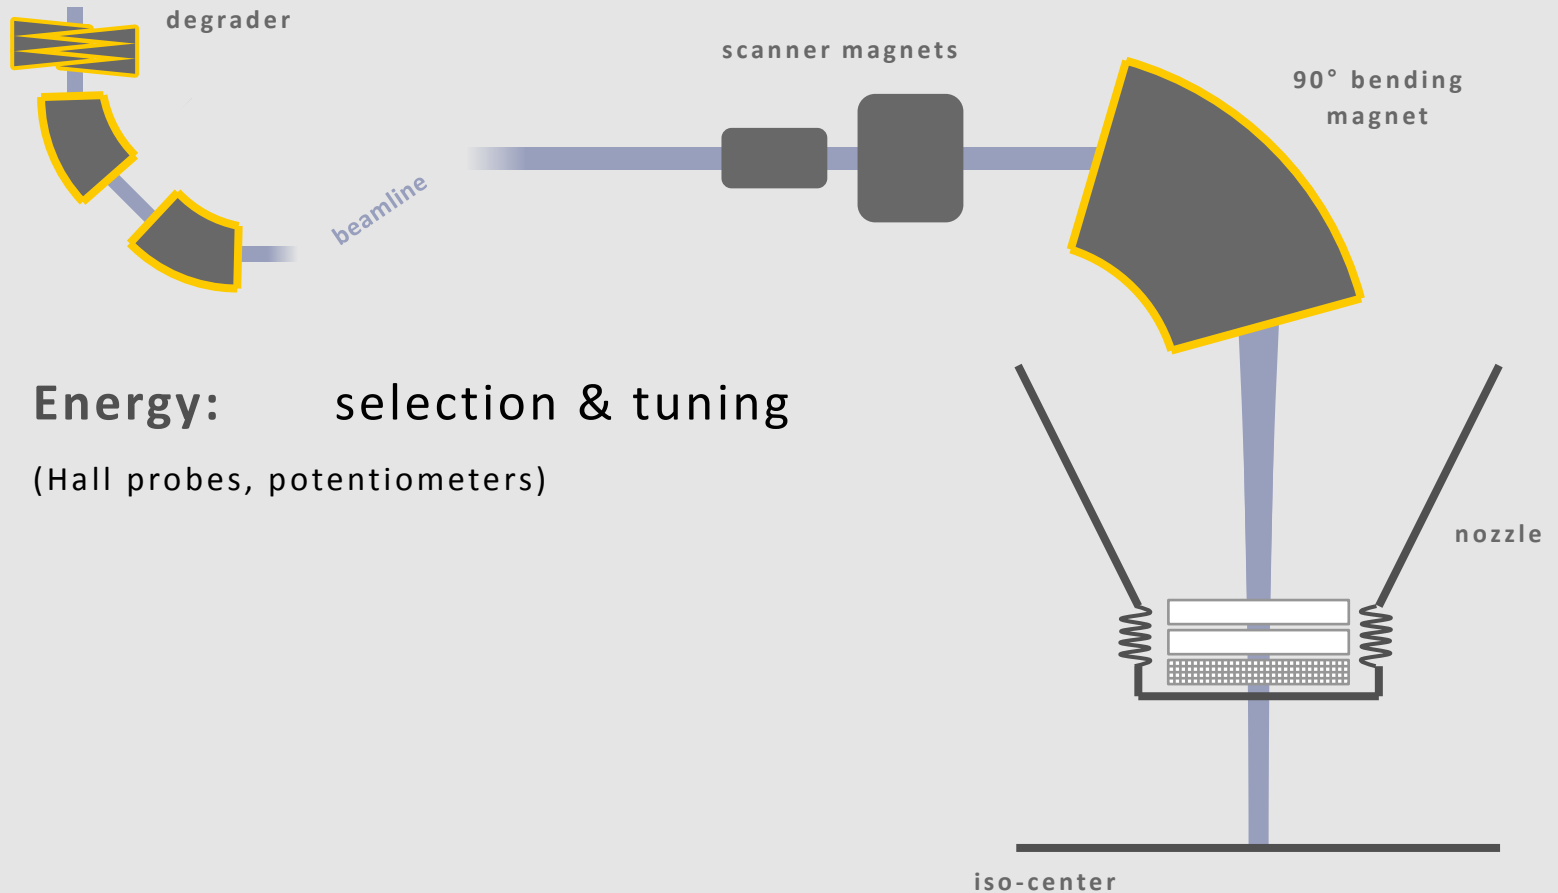 degrader
scanner magnets
90° bending
magnet
beamline
Energy: selection & tuning
(Hall probes, potentiometers)
nozzle
iso-center